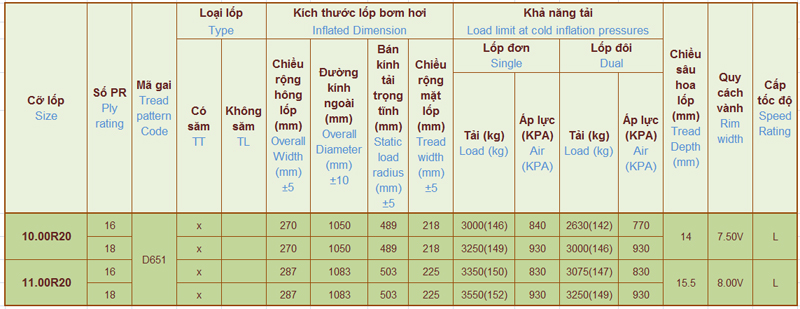 Cỡ lốp
Size
Số PR
Ply rating
Mã gai
Tread pattern Code
Loại lốp
Type
Có săm
TT
Không săm
TL
Kích thước lốp bơm hơi
Inflated Dimension
Chiều rộng hông lốp (mm)
Overall Width (mm) ±5
Đường kính ngoài (mm)
Overall Diameter (mm) ±10
Bán kính tải trọng tĩnh (mm)
Static load radius (mm) ±5
Chiều rộng mặt lốp (mm)
Tread width (mm) ±5
Khả năng tải
Load limit at cold inflation pressures
Lốp đơn
Single
Tải (kg)
Load (kg)
Áp lực (KPA)
Air (KPA)
Lốp đôi
Dual
Tải (kg)
Load (kg)
Áp lực (KPA)
Air (KPA)
Chiều sâu hoa lốp (mm)
Tread Depth (mm)
Quy cách vành
Rim width
Cấp tốc độ
Speed Rating
10.00R20 16 D651 x 270 1050 489 218 3000(146) 840 2630(142) 770 14 7.50V L
18 x 270 1050 489 218 3250(149) 930 3000(146) 930
11.00R20 16 x 287 1083 503 225 3350(150) 830 3075(147) 830 15.5 8.00V L
18 x 287 1083 503 225 3550(152) 930 3250(149) 930